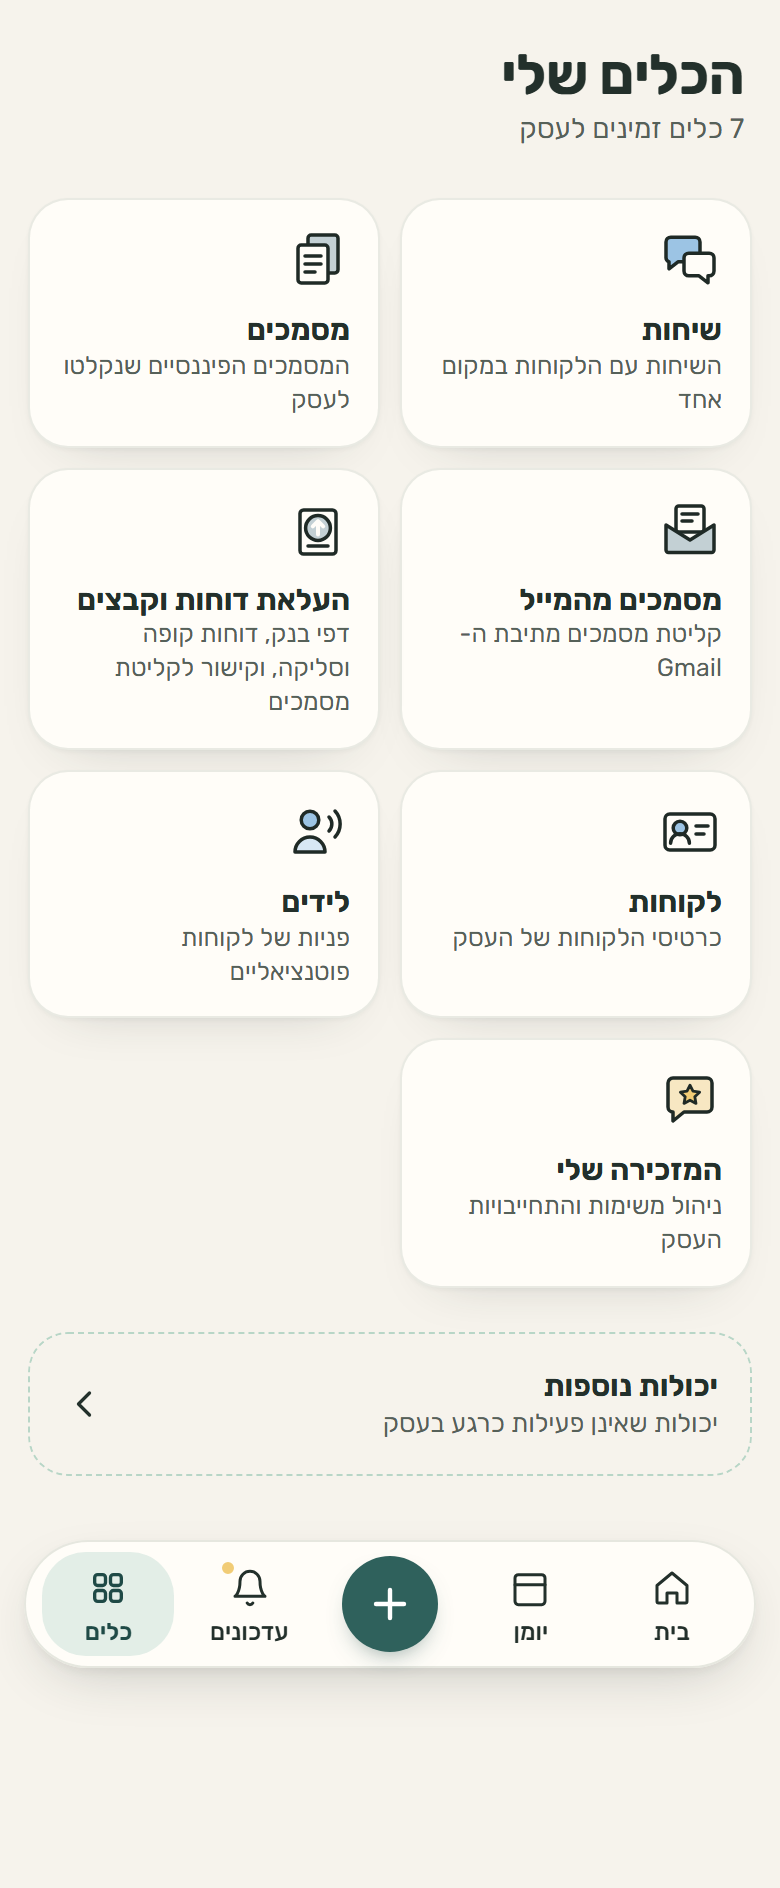 הכלים שלי
7 כלים זמינים לעסק
שיחות
השיחות עם הלקוחות במקום
אחד
מסמכים
המסמכים הפיננסיים שנקלטו
לעסק
מסמכים מהמייל
קליטת מסמכים מתיבת ה-
Gmail
העלאת דוחות וקבצים
דפי בנק, דוחות קופה
וסליקה, וקישור לקליטת
מסמכים
לקוחות
כרטיסי הלקוחות של העסק
לידים
פניות של לקוחות
פוטנציאליים
המזכירה שלי
ניהול משימות והתחייבויות
העסק
יכולות נוספות
יכולות שאינן פעילות כרגע בעסק
בית
יומן
עדכונים
כלים